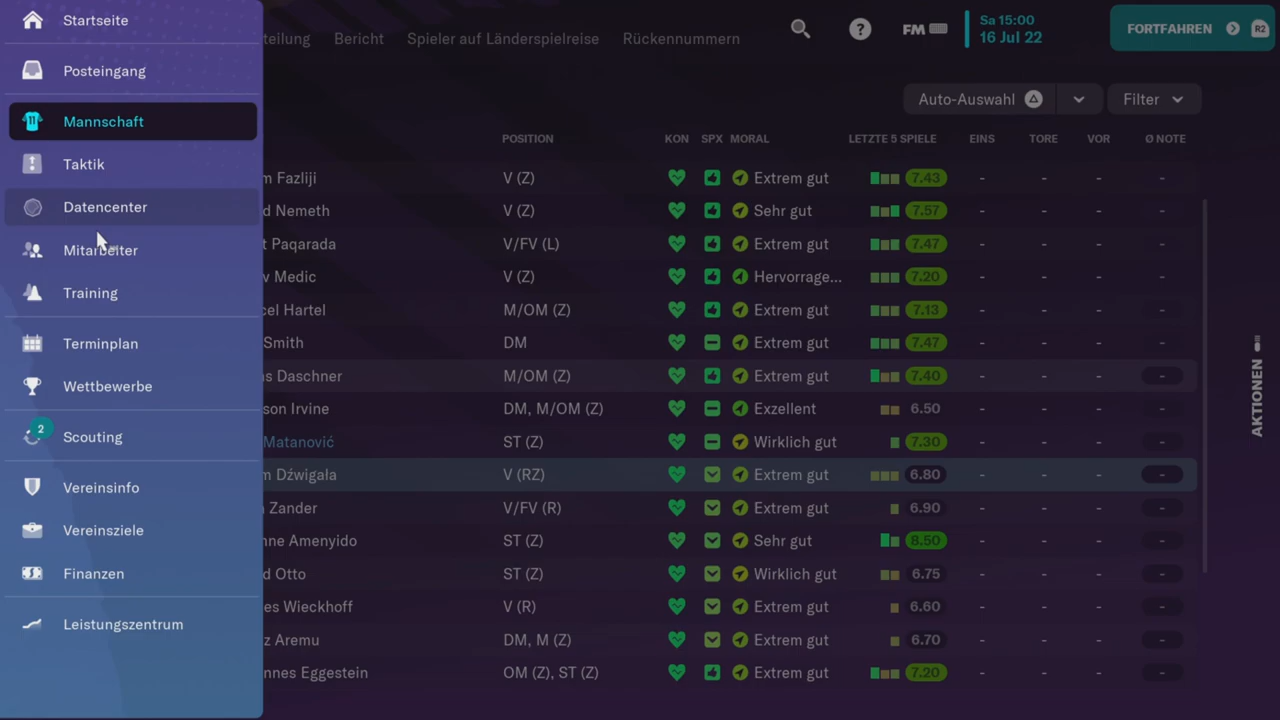 Startseite
Posteingang
Mannschaft
Taktik
Datencenter
Mitarbeiter
Training
Terminplan
Wettbewerbe
2
Scouting
Vereinsinfo
Vereinsziele
Finanzen
Leistungszentrum
teilung Bericht Spieler auf Länderspielreise Rückennummern
? FM Sa 15:00
16 Jul 22
FORTFAHREN R2
Auto-Auswahl Filter
POSITION KON SPX MORAL LETZTE 5 SPIELE EINS TORE VOR Ø NOTE
m Fazliji V (Z) Extrem gut 7.43 - - - -
d Nemeth V (Z) Sehr gut 7.57 - - - -
t Paqarada V/FV (L) Extrem gut 7.47 - - - -
v Medic V (Z) Hervorrage... 7.20 - - - -
cel Hartel M/OM (Z) Extrem gut 7.13 - - - -
Smith DM Extrem gut 7.47 - - - -
as Daschner M/OM (Z) Extrem gut 7.40 - - - -
son Irvine DM, M/OM (Z) Exzellent 6.50 - - - -
Matanović ST (Z) Wirklich gut 7.30 - - - -
m Dźwigała V (RZ) Extrem gut 6.80 - - - -
Zander V/FV (R) Extrem gut 6.90 - - - -
nne Amenyido ST (Z) Sehr gut 8.50 - - - -
d Otto ST (Z) Wirklich gut 6.75 - - - -
es Wieckhoff V (R) Extrem gut 6.60 - - - -
z Aremu DM, M (Z) Extrem gut 6.70 - - - -
nnes Eggestein OM (Z), ST (Z) Extrem gut 7.20 - - - -
AKTIONEN